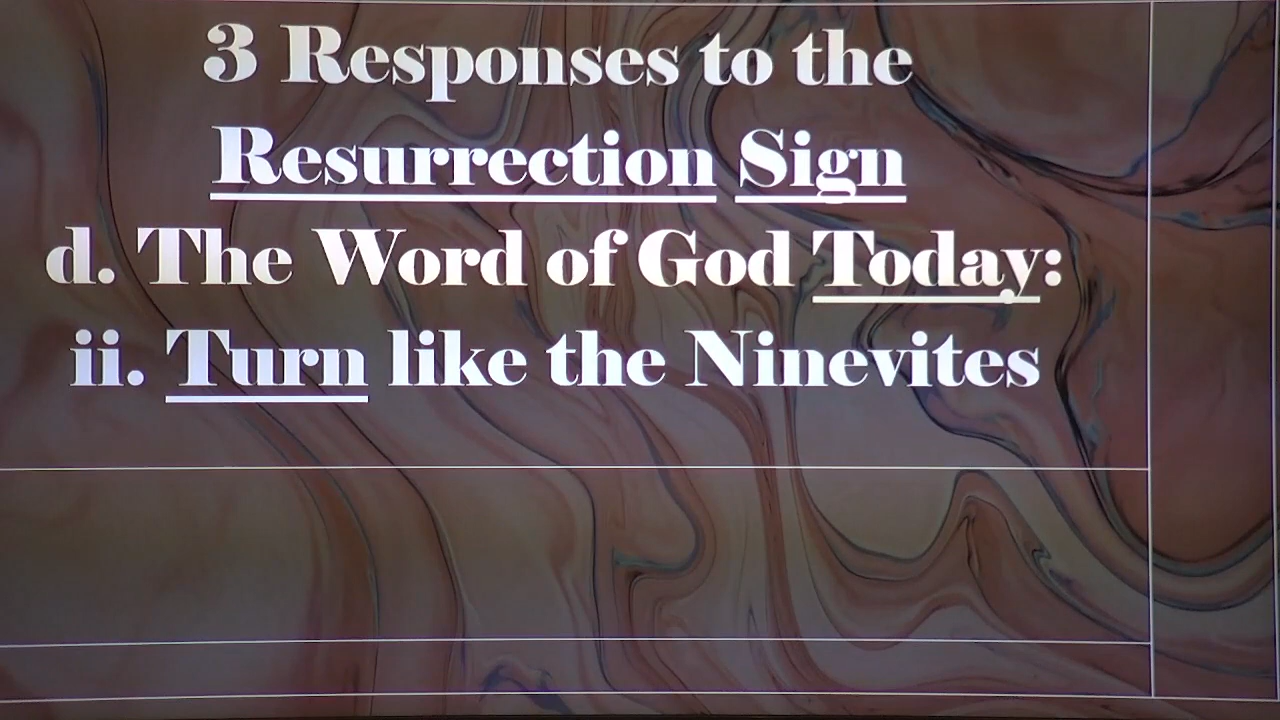 3 Responses to the
Resurrection Sign
d. The Word of God Today:
ii. Turn like the Ninevites